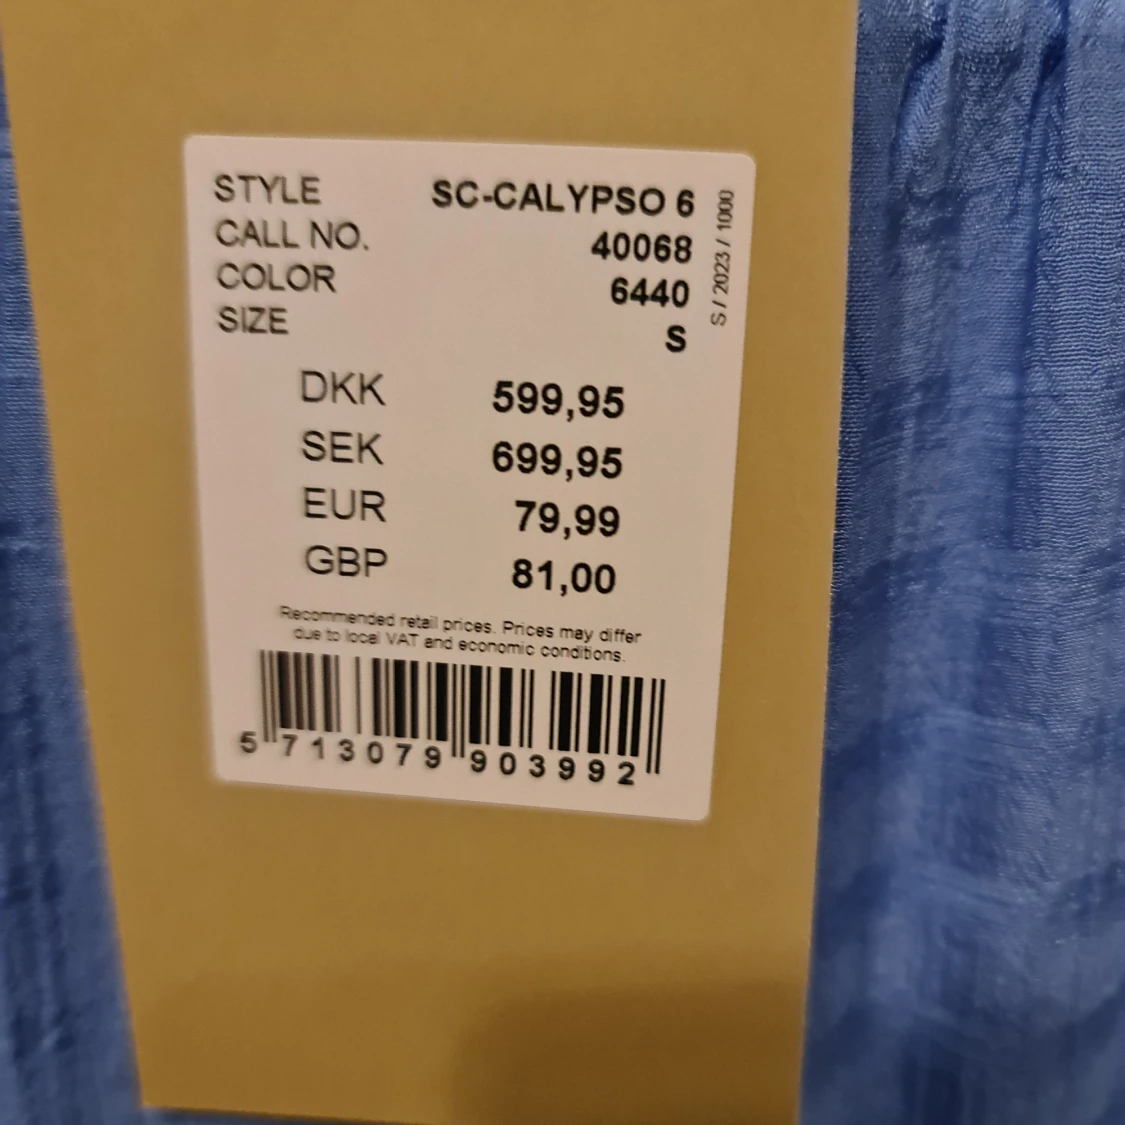 STYLE SC-CALYPSO 6
CALL NO. 40068
COLOR 6440
SIZE S
S / 2023 / 1000
DKK 599,95
SEK 699,95
EUR 79,99
GBP 81,00
Recommended retail prices. Prices may differ
due to local VAT and economic conditions.
5 713079 903992